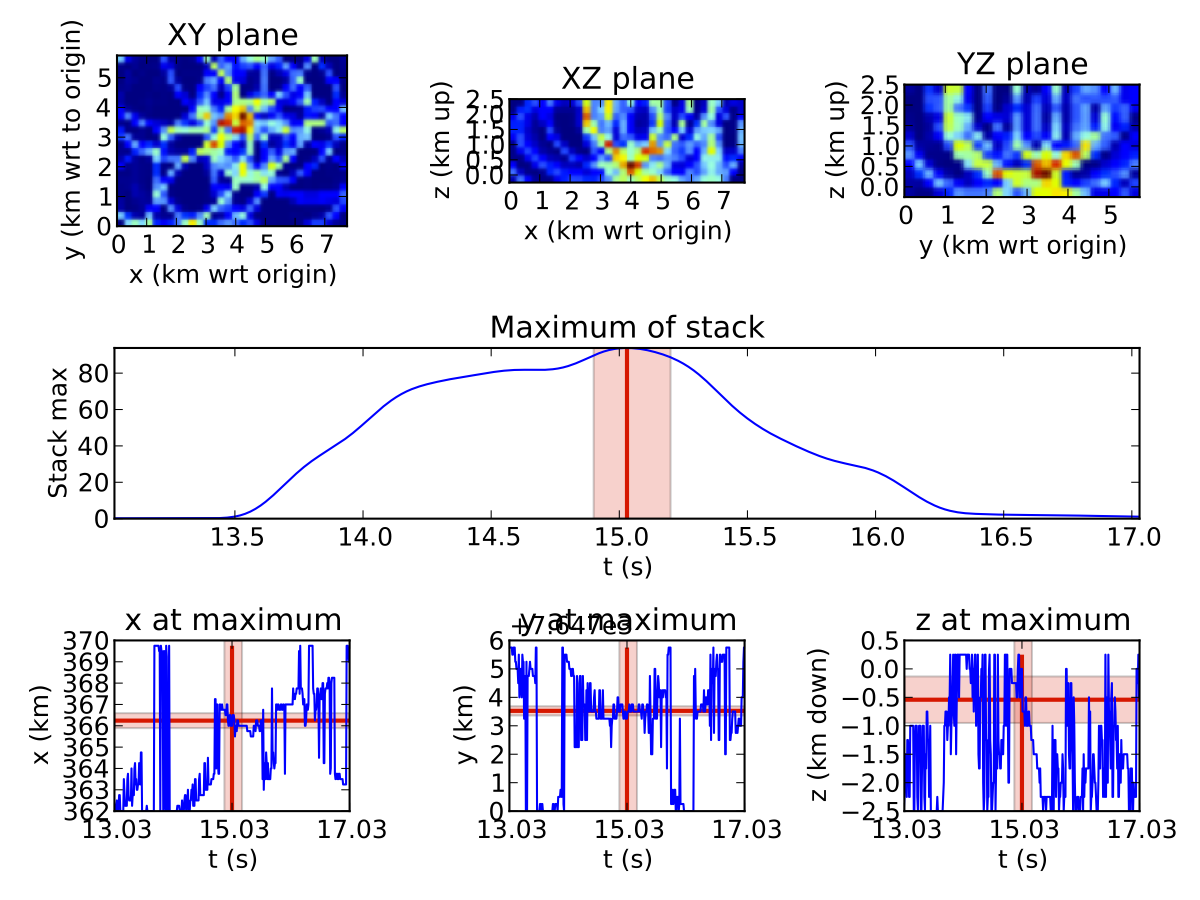 XY plane
y (km wrt to origin)
5
4
3
2
1
0
0 1 2 3 4 5 6 7
x (km wrt origin)
XZ plane
z (km up)
2.5
2.0
1.5
1.0
0.5
0.0
0 1 2 3 4 5 6 7
x (km wrt origin)
YZ plane
z (km up)
2.5
2.0
1.5
1.0
0.5
0.0
0 1 2 3 4 5
y (km wrt origin)
Maximum of stack
Stack max
80
60
40
20
0
13.5 14.0 14.5 15.0 15.5 16.0 16.5 17.0
t (s)
x at maximum
x (km)
370
369
368
367
366
365
364
363
362
13.03 15.03 17.03
t (s)
y at maximum
+7.647e3
y (km)
6
5
4
3
2
1
0
13.03 15.03 17.03
t (s)
z at maximum
z (km down)
0.5
0.0
−0.5
−1.0
−1.5
−2.0
−2.5
13.03 15.03 17.03
t (s)